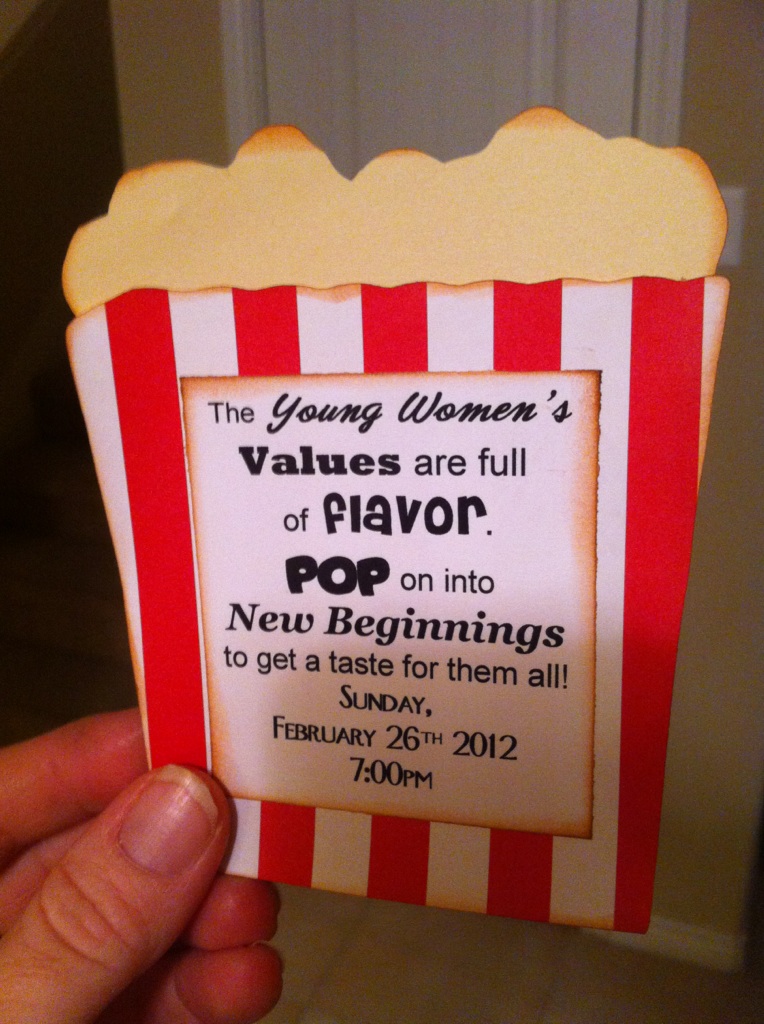 The Young Women's
Values are full
of flavor.
POP on into
New Beginnings
to get a taste for them all!
Sunday,
February 26th 2012
7:00pm